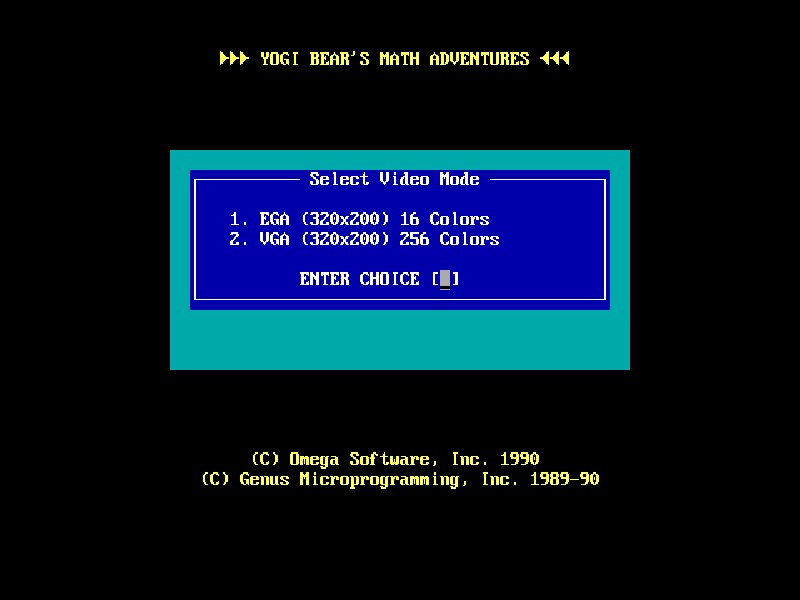 ►►► YOGI BEAR'S MATH ADVENTURES ◄◄◄
Select Video Mode
1. EGA (320x200) 16 Colors
2. VGA (320x200) 256 Colors
ENTER CHOICE [ ]
(C) Omega Software, Inc. 1990
(C) Genus Microprogramming, Inc. 1989-90